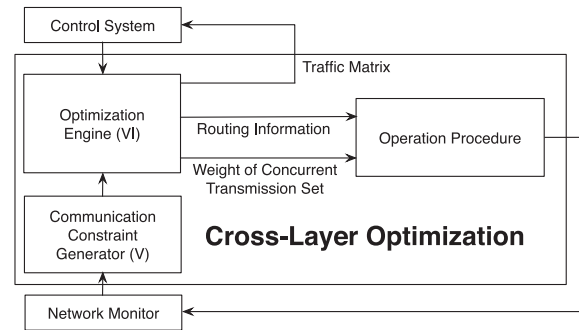 Control System
Traffic Matrix
Optimization
Engine (VI)
Routing Information
Operation Procedure
Weight of Concurrent
Transmission Set
Communication
Constraint
Generator (V)
Cross-Layer Optimization
Network Monitor